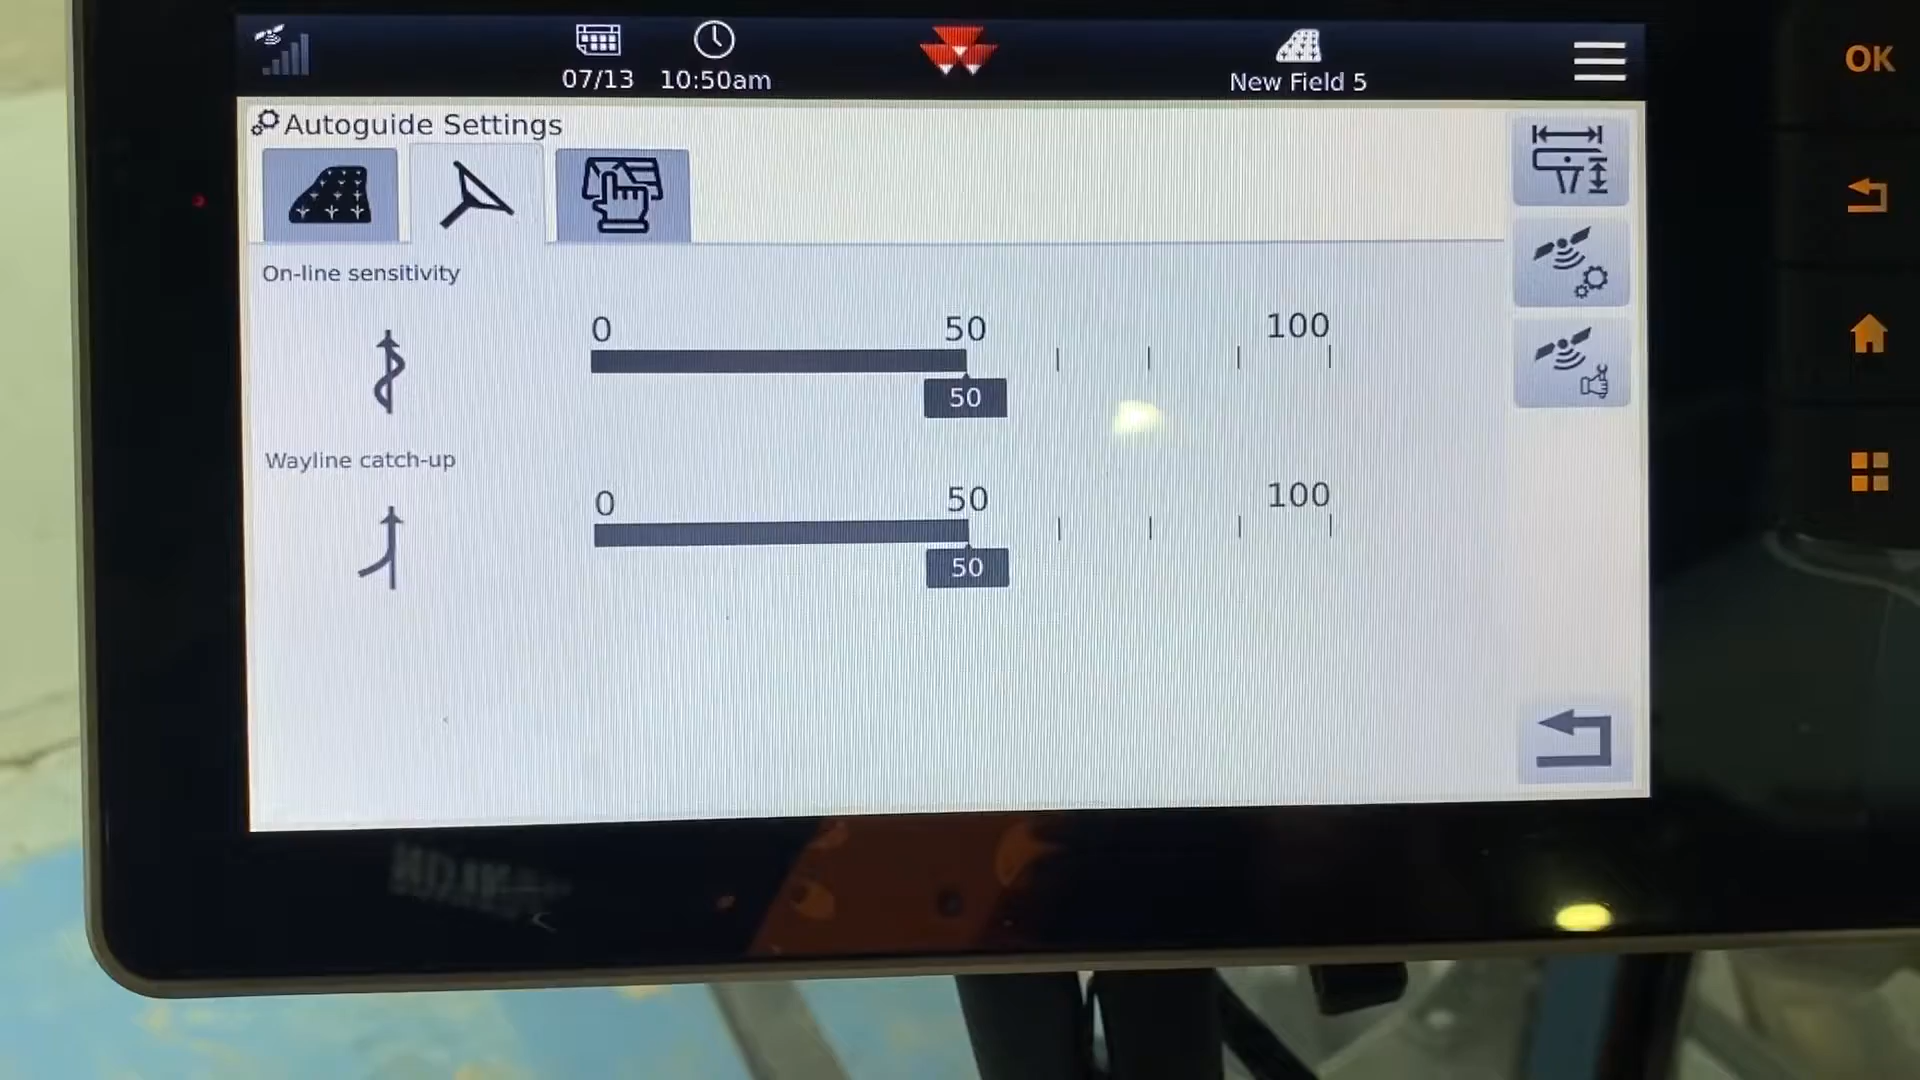 07/13 10:50am
New Field 5
OK
Autoguide Settings
On-line sensitivity
0 50 100
50
Wayline catch-up
0 50 100
50